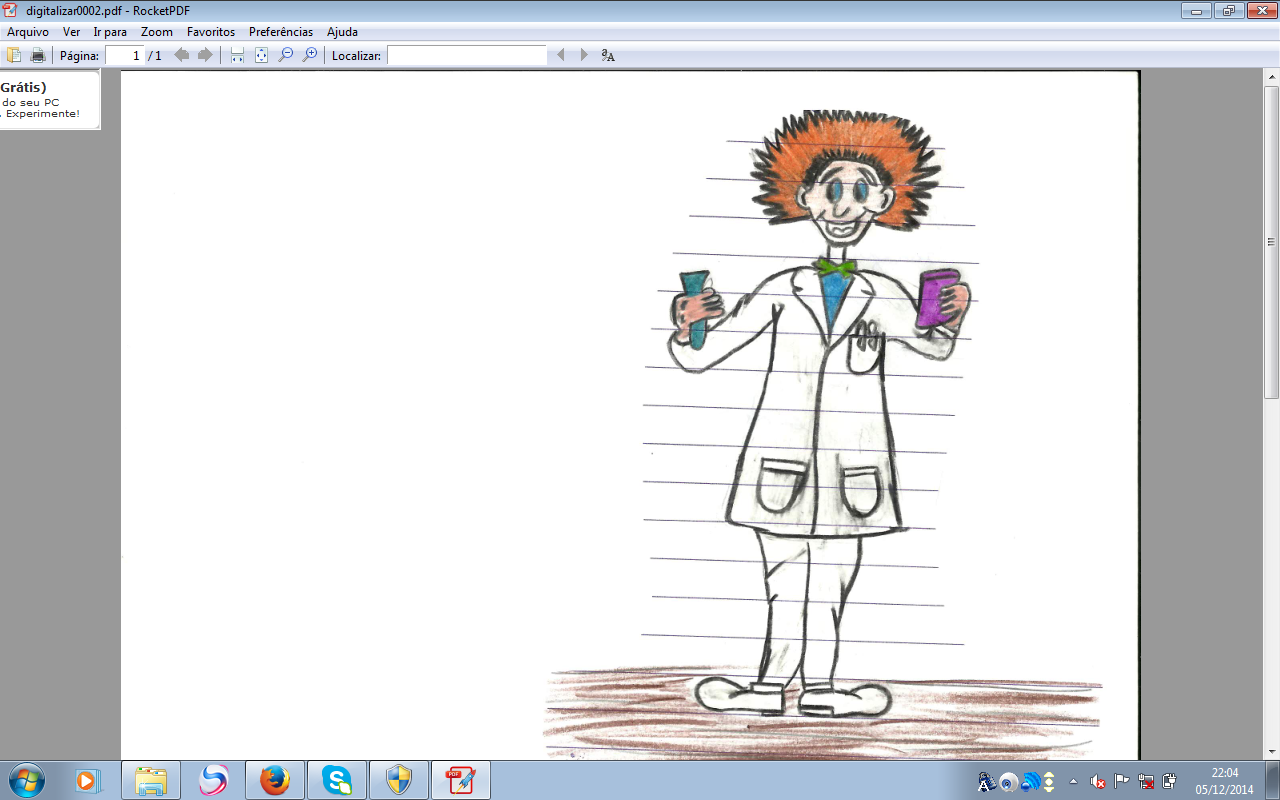 digitalizar0002.pdf - RocketPDF
Arquivo Ver Ir para Zoom Favoritos Preferências Ajuda
Página: 1 / 1 Localizar:
Grátis)
do seu PC
. Experimente!
PDF
22:04
05/12/2014